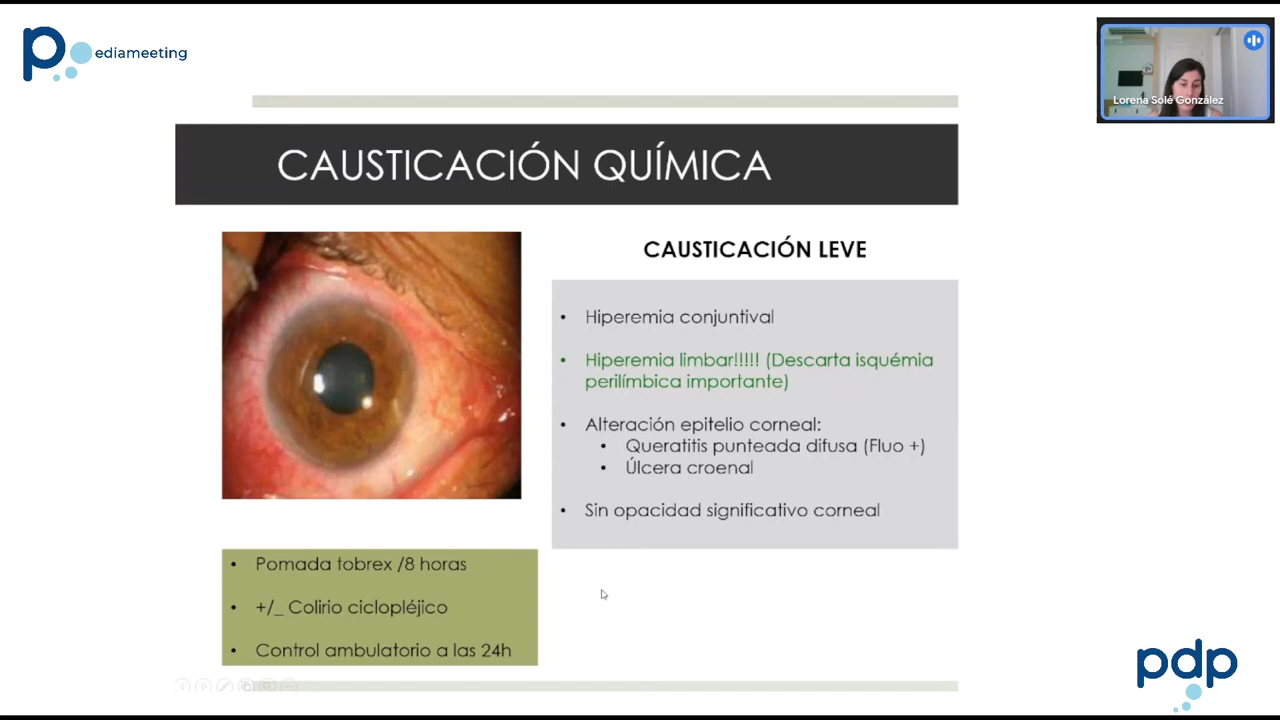 pediameeting
Lorena Solé González
CAUSTICACIÓN QUÍMICA
CAUSTICACIÓN LEVE
• Hiperemia conjuntival
• Hiperemia limbar!!!!! (Descarta isquémia
perilímbica importante)
• Alteración epitelio corneal:
• Queratitis punteada difusa (Fluo +)
• Úlcera croenal
• Sin opacidad significativo corneal
• Pomada tobrex /8 horas
• +/_ Colirio ciclopléjico
• Control ambulatorio a las 24h
pdp